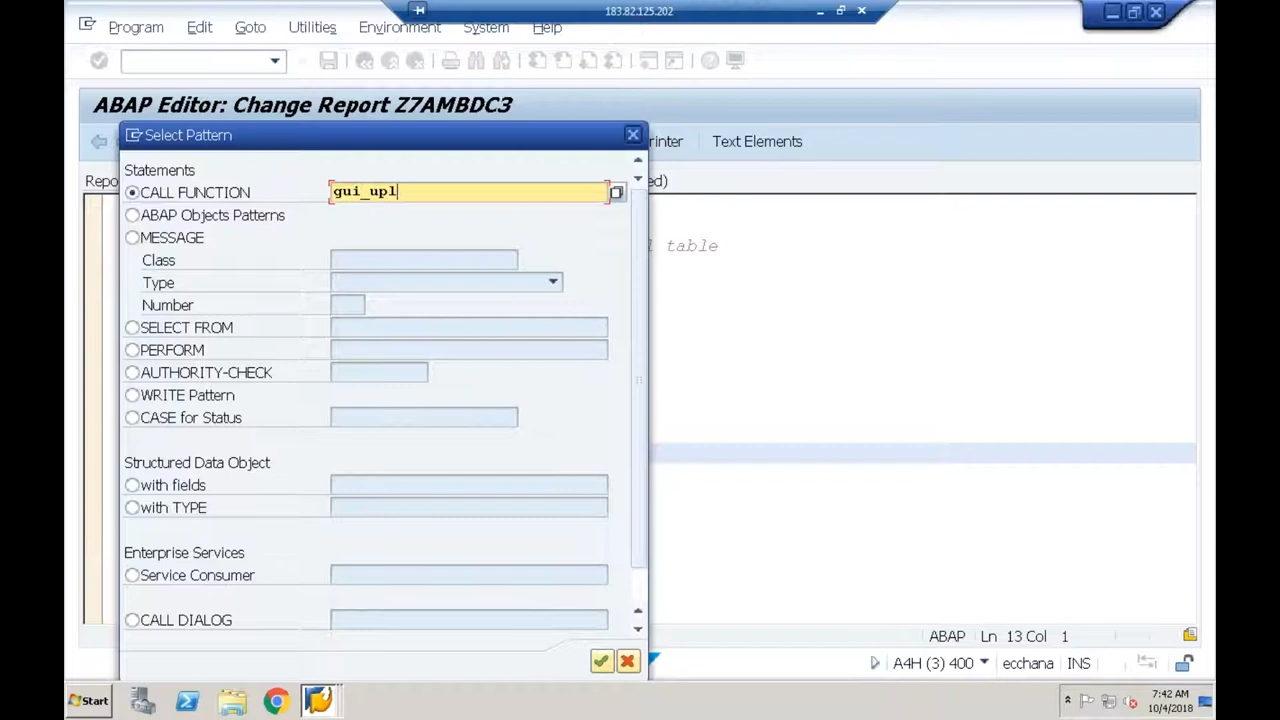 183.82.125.202
Program Edit Goto Utilities Environment System Help
ABAP Editor: Change Report Z7AMBDC3
Select Pattern
rinter Text Elements
Statements
Repo
ed)
CALL FUNCTION gui_upl
ABAP Objects Patterns
MESSAGE
l table
Class
Type
Number
SELECT FROM
PERFORM
AUTHORITY-CHECK
WRITE Pattern
CASE for Status
Structured Data Object
with fields
with TYPE
Enterprise Services
Service Consumer
CALL DIALOG
ABAP Ln 13 Col 1
A4H (3) 400 ecchana INS
Start
7:42 AM
10/4/2018